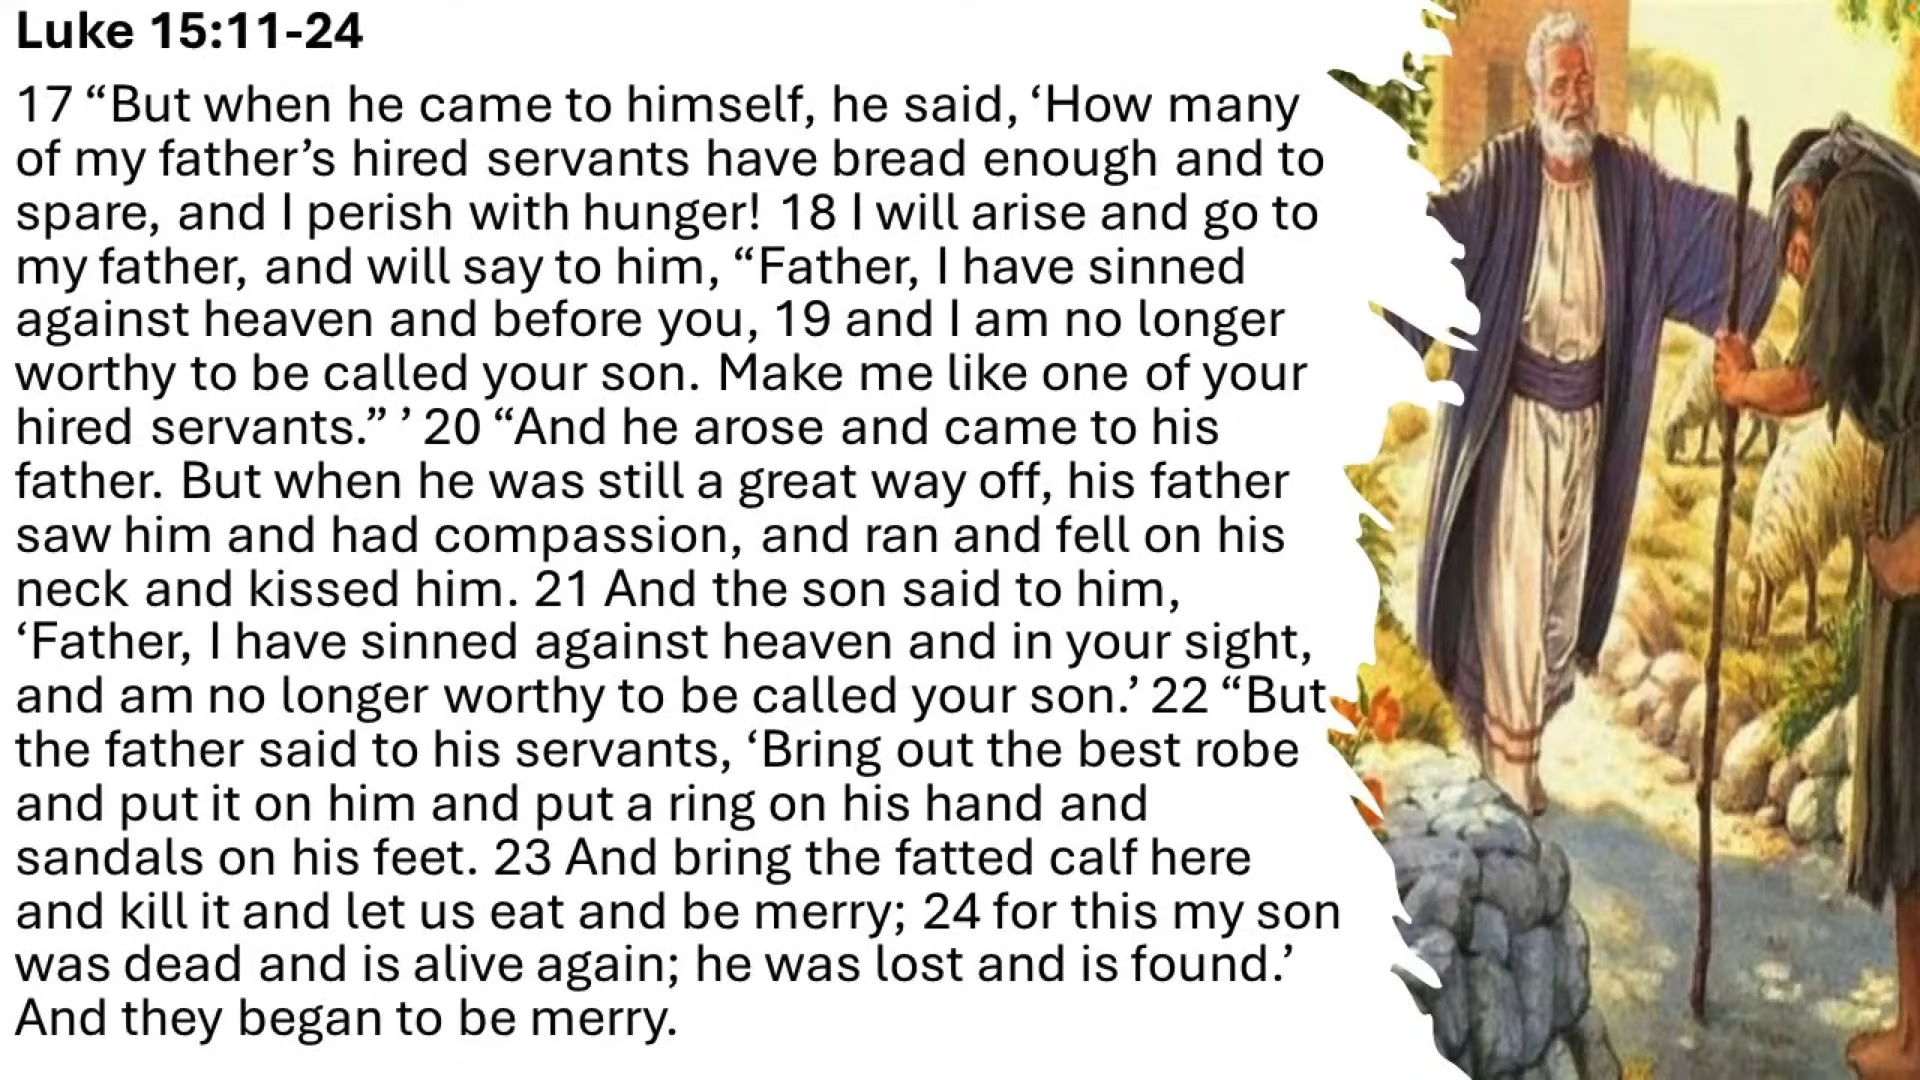 Luke 15:11-24
17 “But when he came to himself, he said, ‘How many
of my father’s hired servants have bread enough and to
spare, and I perish with hunger! 18 I will arise and go to
my father, and will say to him, “Father, I have sinned
against heaven and before you, 19 and I am no longer
worthy to be called your son. Make me like one of your
hired servants.” ’ 20 “And he arose and came to his
father. But when he was still a great way off, his father
saw him and had compassion, and ran and fell on his
neck and kissed him. 21 And the son said to him,
‘Father, I have sinned against heaven and in your sight,
and am no longer worthy to be called your son.’ 22 “But
the father said to his servants, ‘Bring out the best robe
and put it on him and put a ring on his hand and
sandals on his feet. 23 And bring the fatted calf here
and kill it and let us eat and be merry; 24 for this my son
was dead and is alive again; he was lost and is found.’
And they began to be merry.